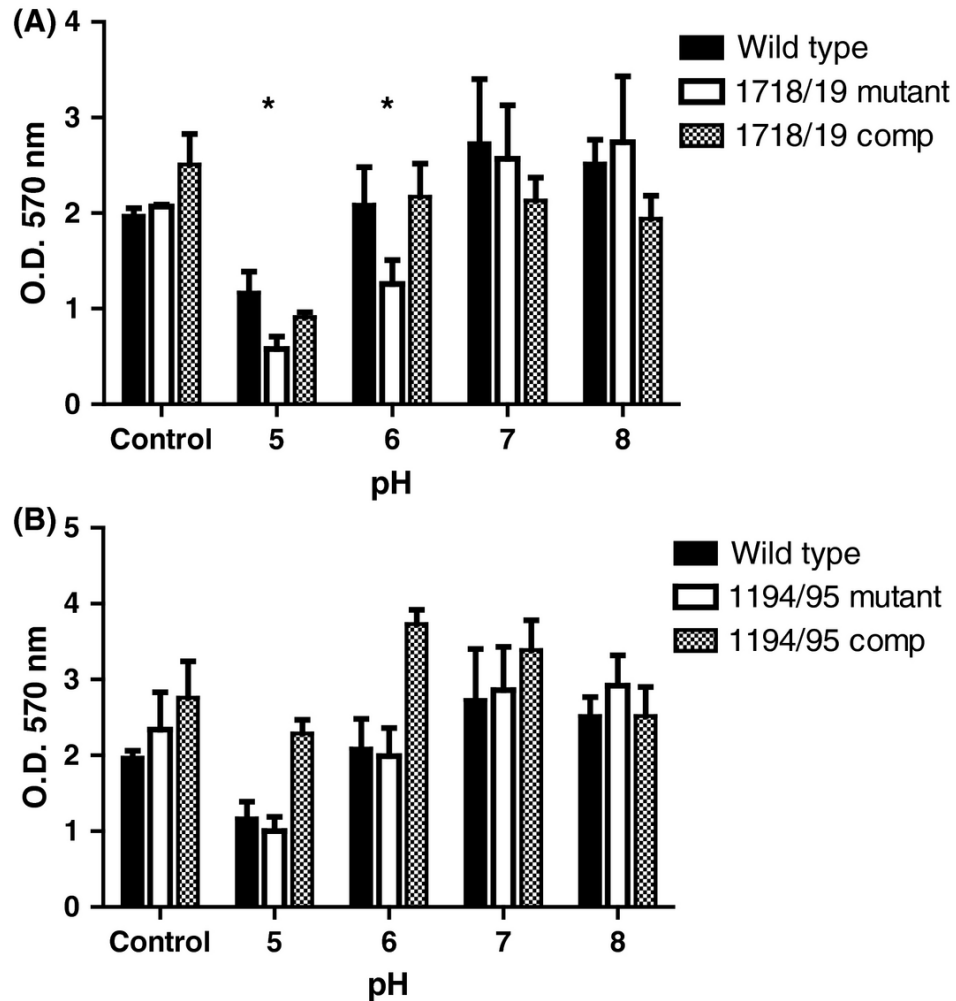 (A)
4
3
2
1
0
O.D. 570 nm
* *
Control 5 6 7 8
pH
Wild type
1718/19 mutant
1718/19 comp
(B)
5
4
3
2
1
0
O.D. 570 nm
Control 5 6 7 8
pH
Wild type
1194/95 mutant
1194/95 comp